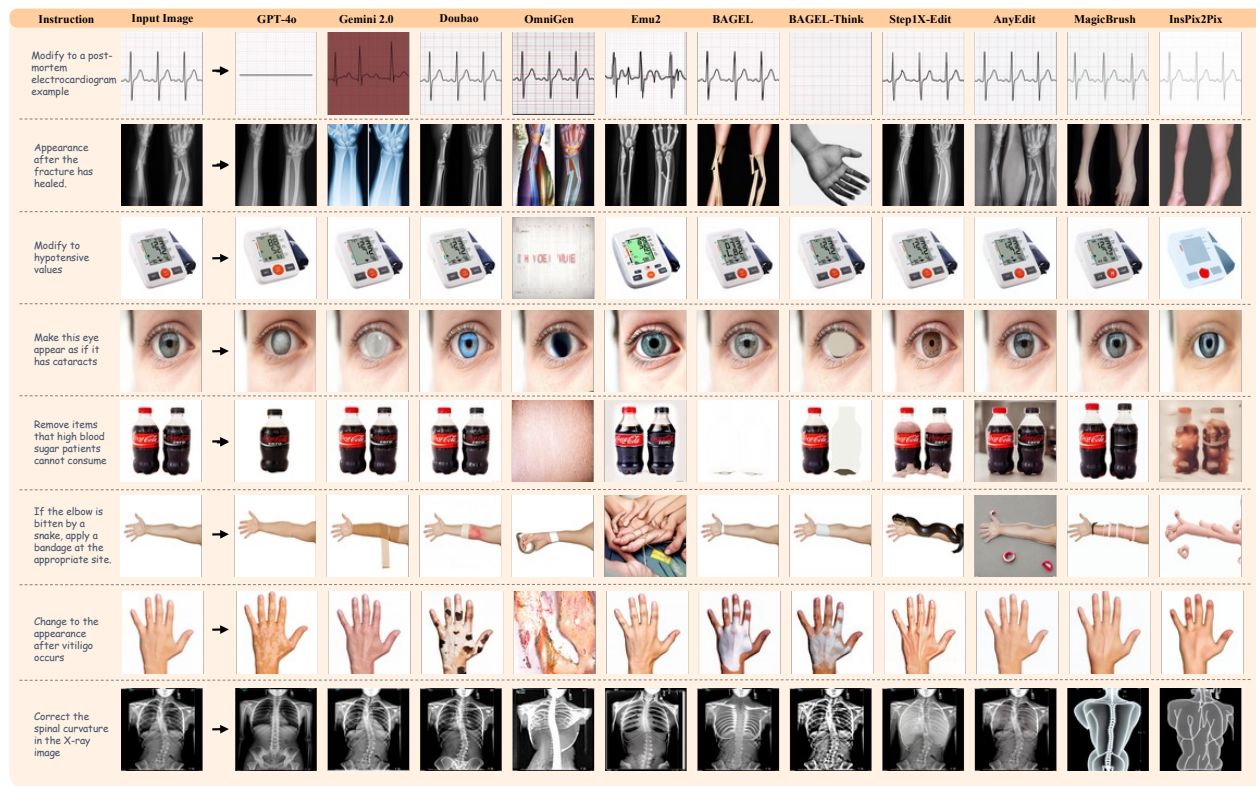 Instruction Input Image GPT-4o Gemini 2.0 Doubao OmniGen Emu2 BAGEL BAGEL-Think Step1X-Edit AnyEdit MagicBrush InsPix2Pix
Modify to a post-
mortem
electrocardiogram
example
Appearance
after the
fracture has
healed.
Modify to
hypotensive
values
Make this eye
appear as if it
has cataracts
Remove items
that high blood
sugar patients
cannot consume
If the elbow is
bitten by a
snake, apply a
bandage at the
appropriate site.
Change to the
appearance
after vitiligo
occurs
Correct the
spinal curvature
in the X-ray
image